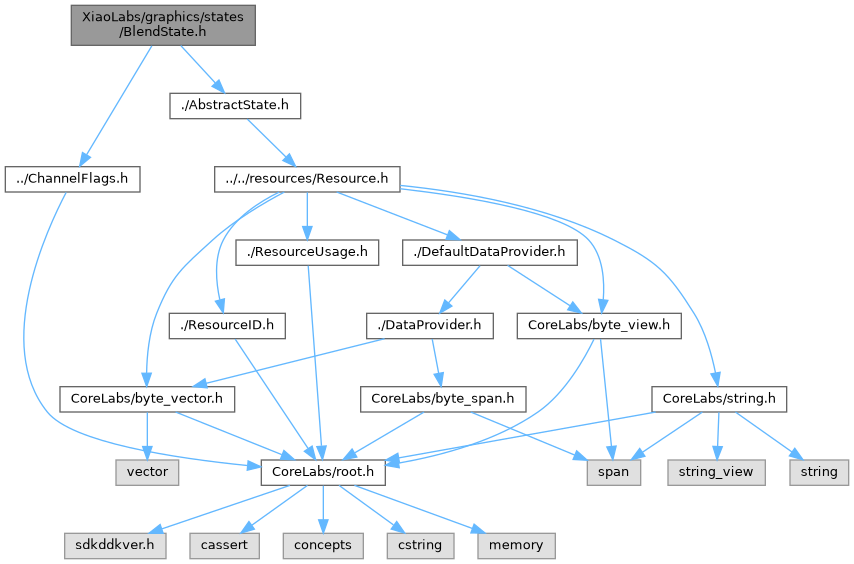 XiaoLabs/graphics/states
/BlendState.h
./AbstractState.h
../ChannelFlags.h
../../resources/Resource.h
./ResourceUsage.h
./DefaultDataProvider.h
./ResourceID.h
./DataProvider.h
CoreLabs/byte_view.h
CoreLabs/byte_vector.h
CoreLabs/byte_span.h
CoreLabs/string.h
vector
CoreLabs/root.h
span
string_view
string
sdkddkver.h
cassert
concepts
cstring
memory